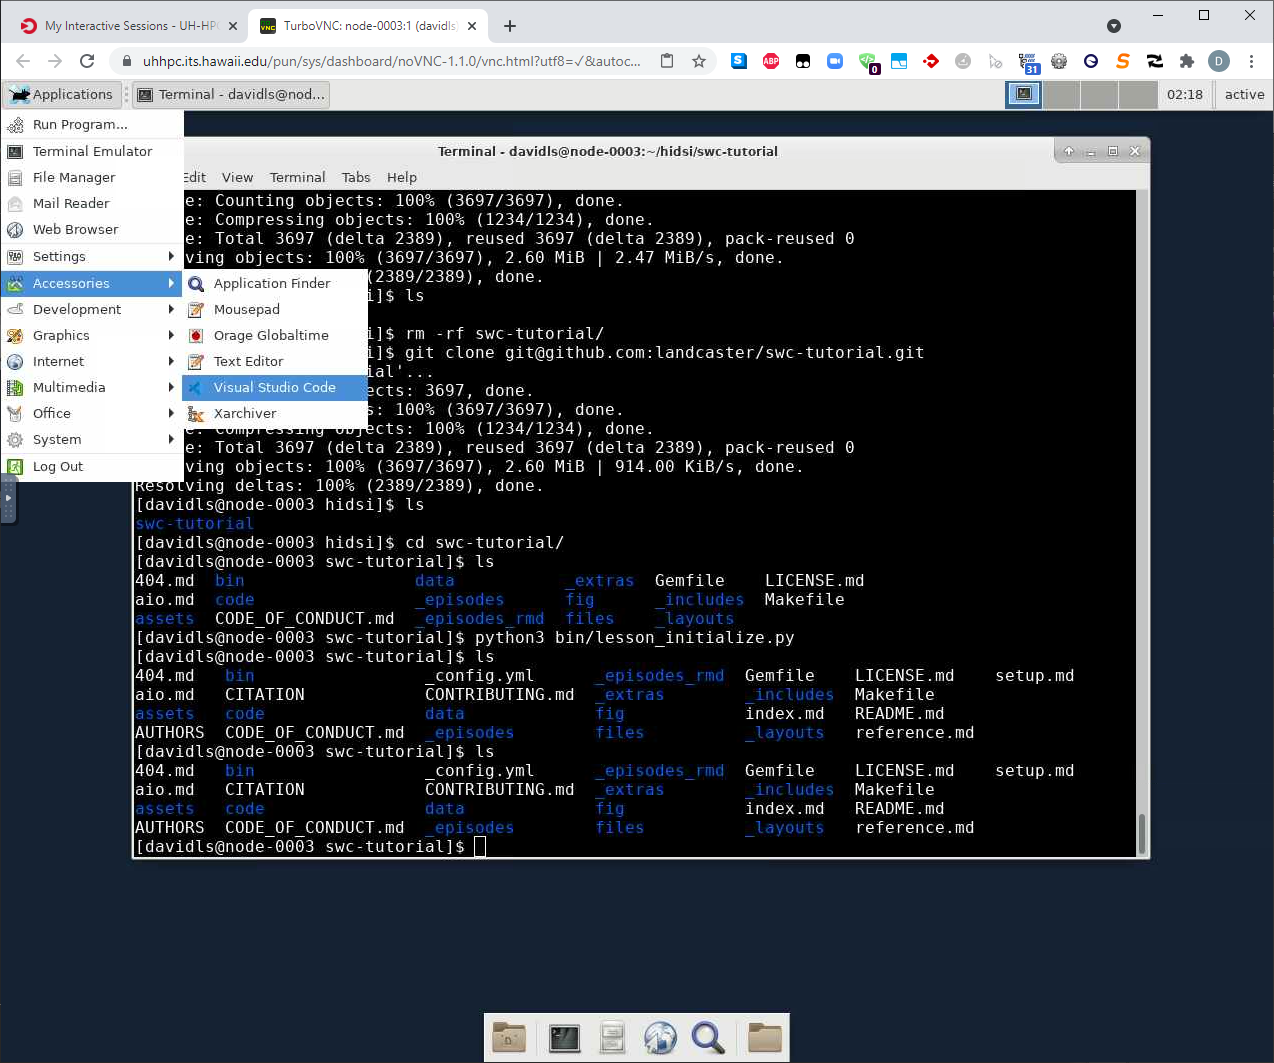 My Interactive Sessions - UH-HPC
TurboVNC: node-0003:1 (davidls)
uhhpc.its.hawaii.edu/pun/sys/dashboard/noVNC-1.1.0/vnc.html?utf8=✓&autoc...
ABP
0
31
S
D
Applications
Terminal - davidls@nod...
02:18
active
Run Program...
Terminal Emulator
File Manager
Mail Reader
Web Browser
Settings
Accessories
Development
Graphics
Internet
Multimedia
Office
System
Log Out
Application Finder
Mousepad
Orage Globaltime
Text Editor
Visual Studio Code
Xarchiver
Terminal - davidls@node-0003:~/hidsi/swc-tutorial
Edit View Terminal Tabs Help
e: Counting objects: 100% (3697/3697), done.
e: Compressing objects: 100% (1234/1234), done.
e: Total 3697 (delta 2389), reused 3697 (delta 2389), pack-reused 0
ving objects: 100% (3697/3697), 2.60 MiB | 2.47 MiB/s, done.
(2389/2389), done.
i]$ ls
i]$ rm -rf swc-tutorial/
i]$ git clone git@github.com:landcaster/swc-tutorial.git
ial'...
ects: 3697, done.
s: 100% (3697/3697), done.
e: Compressing objects: 100% (1234/1234), done.
e: Total 3697 (delta 2389), reused 3697 (delta 2389), pack-reused 0
ving objects: 100% (3697/3697), 2.60 MiB | 914.00 KiB/s, done.
Resolving deltas: 100% (2389/2389), done.
[davidls@node-0003 hidsi]$ ls
swc-tutorial
[davidls@node-0003 hidsi]$ cd swc-tutorial/
[davidls@node-0003 swc-tutorial]$ ls
404.md bin data _extras Gemfile LICENSE.md
aio.md code _episodes fig _includes Makefile
assets CODE_OF_CONDUCT.md _episodes_rmd files _layouts
[davidls@node-0003 swc-tutorial]$ python3 bin/lesson_initialize.py
[davidls@node-0003 swc-tutorial]$ ls
404.md bin _config.yml _episodes_rmd Gemfile LICENSE.md setup.md
aio.md CITATION CONTRIBUTING.md _extras _includes Makefile
assets code data fig index.md README.md
AUTHORS CODE_OF_CONDUCT.md _episodes files _layouts reference.md
[davidls@node-0003 swc-tutorial]$ ls
404.md bin _config.yml _episodes_rmd Gemfile LICENSE.md setup.md
aio.md CITATION CONTRIBUTING.md _extras _includes Makefile
assets code data fig index.md README.md
AUTHORS CODE_OF_CONDUCT.md _episodes files _layouts reference.md
[davidls@node-0003 swc-tutorial]$